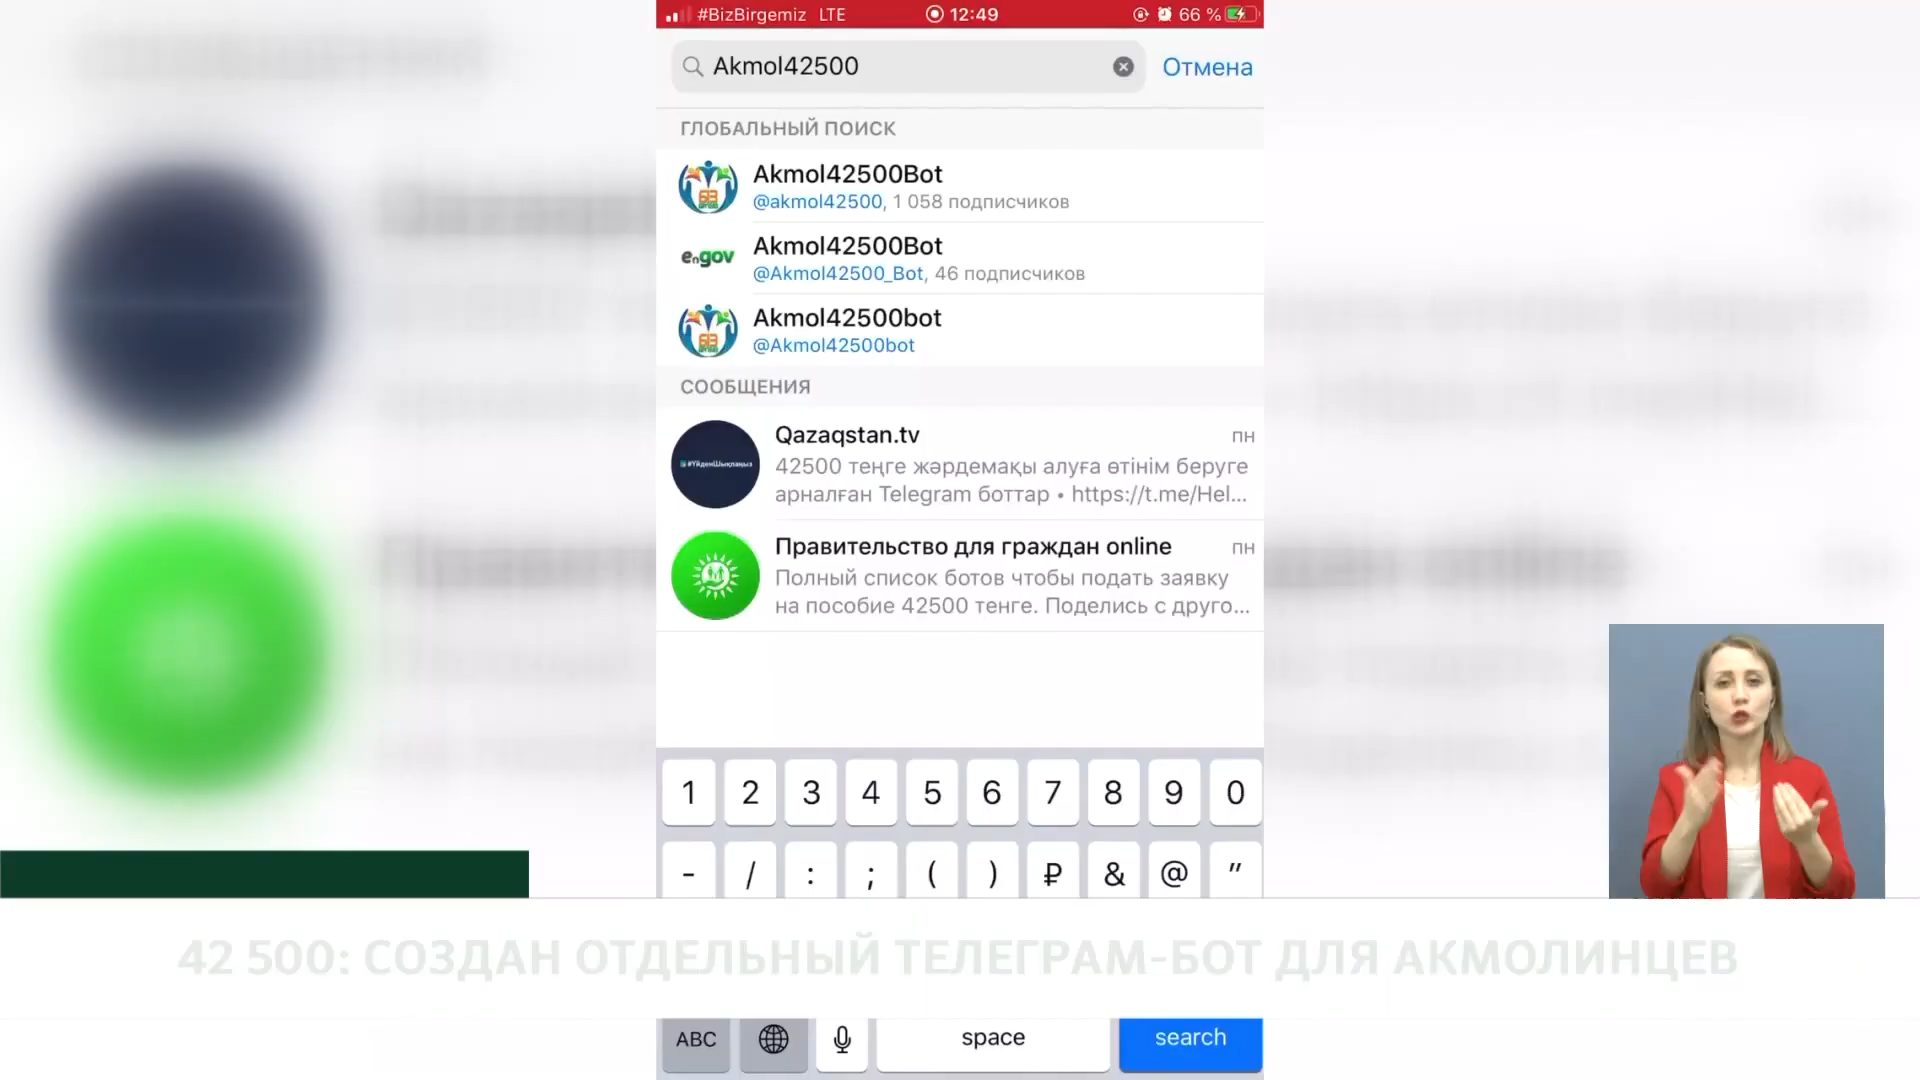 #BizBirgemiz LTE 12:49 66 %
Akmol42500 Отмена
ГЛОБАЛЬНЫЙ ПОИСК
Akmol42500Bot
@akmol42500, 1 058 подписчиков
e gov
Akmol42500Bot
@Akmol42500_Bot, 46 подписчиков
Akmol42500bot
@Akmol42500bot
СООБЩЕНИЯ
#ҮйденШықпаңыз
Qazaqstan.tv пн
42500 теңге жәрдемақы алуға өтінім беруге
арналған Telegram боттар • https://t.me/Hel...
Правительство для граждан online пн
Полный список ботов чтобы подать заявку
на пособие 42500 тенге. Поделись с друго...
1 2 3 4 5 6 7 8 9 0
- / : ; ( ) ₽ & @ "
42 500: СОЗДАН ОТДЕЛЬНЫЙ ТЕЛЕГРАМ-БОТ ДЛЯ АКМОЛИНЦЕВ
ABC space search